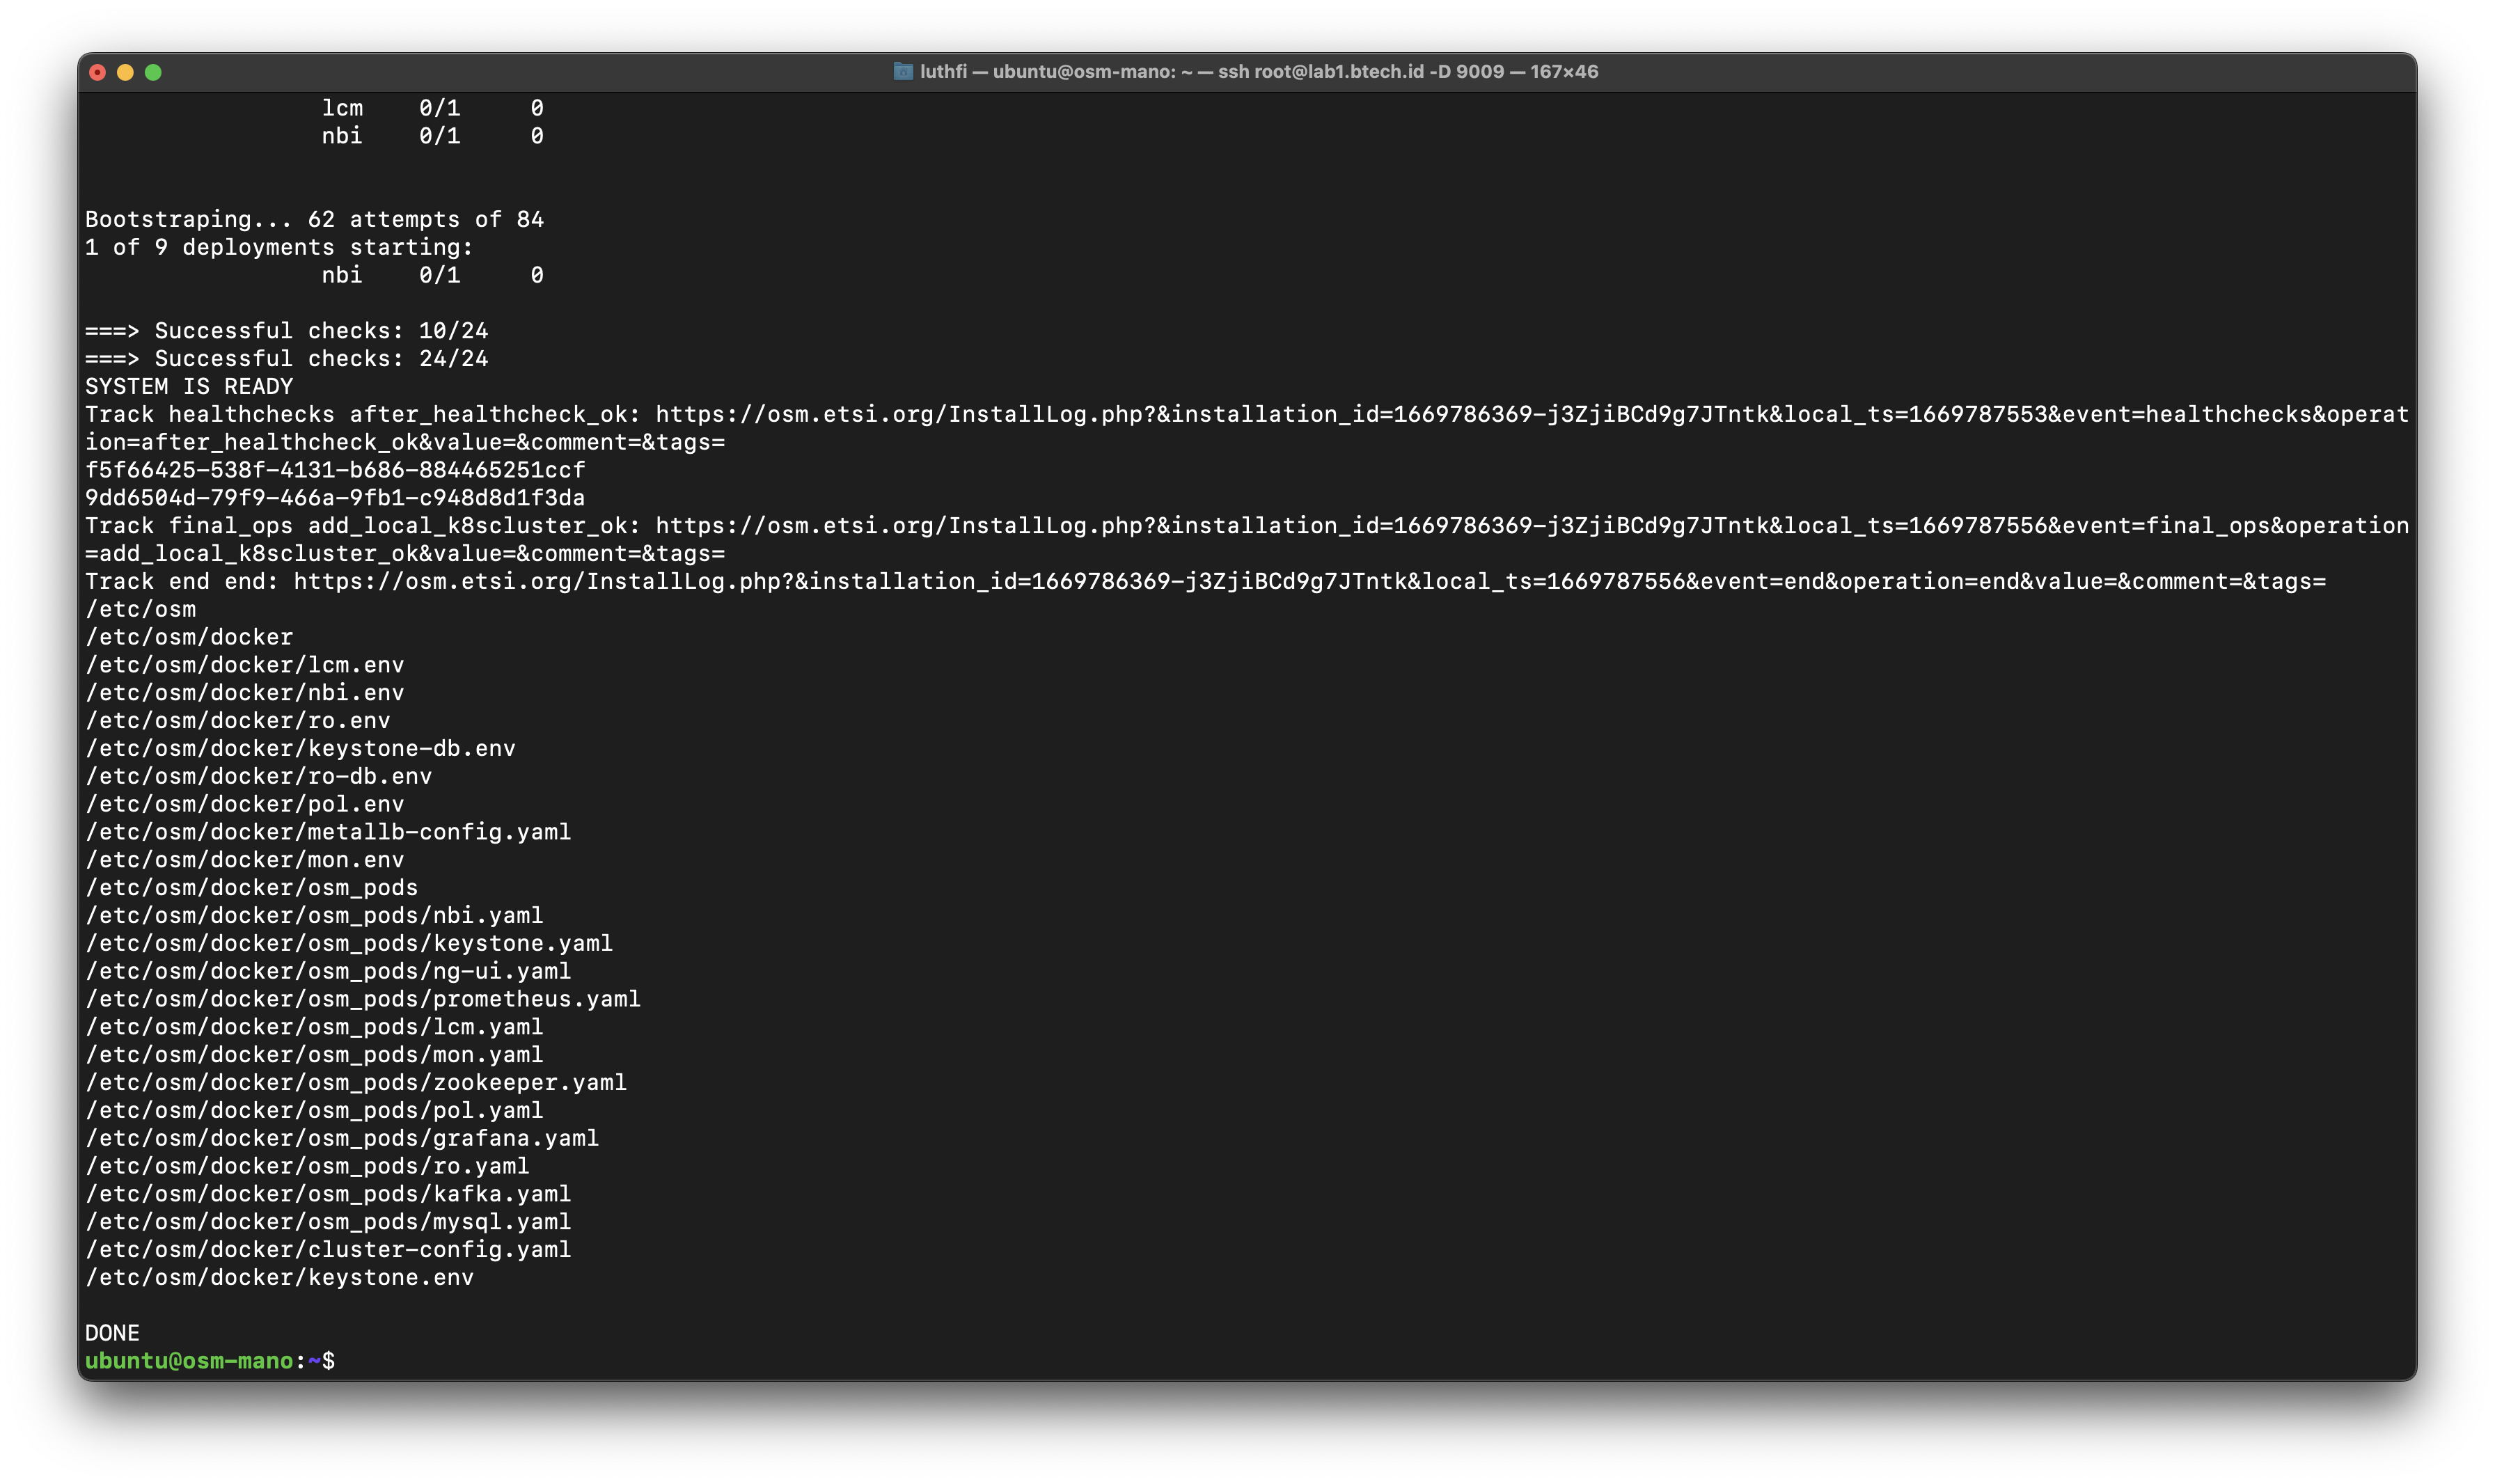 luthfi — ubuntu@osm-mano: ~ — ssh root@lab1.btech.id -D 9009 — 167×46
lcm    0/1     0
nbi    0/1     0
Bootstraping... 62 attempts of 84
1 of 9 deployments starting:
nbi    0/1     0
===> Successful checks: 10/24
===> Successful checks: 24/24
SYSTEM IS READY
Track healthchecks after_healthcheck_ok: https://osm.etsi.org/InstallLog.php?&installation_id=1669786369-j3ZjiBCd9g7JTntk&local_ts=1669787553&event=healthchecks&operat
ion=after_healthcheck_ok&value=&comment=&tags=
f5f66425-538f-4131-b686-884465251ccf
9dd6504d-79f9-466a-9fb1-c948d8d1f3da
Track final_ops add_local_k8scluster_ok: https://osm.etsi.org/InstallLog.php?&installation_id=1669786369-j3ZjiBCd9g7JTntk&local_ts=1669787556&event=final_ops&operation
=add_local_k8scluster_ok&value=&comment=&tags=
Track end end: https://osm.etsi.org/InstallLog.php?&installation_id=1669786369-j3ZjiBCd9g7JTntk&local_ts=1669787556&event=end&operation=end&value=&comment=&tags=
/etc/osm
/etc/osm/docker
/etc/osm/docker/lcm.env
/etc/osm/docker/nbi.env
/etc/osm/docker/ro.env
/etc/osm/docker/keystone-db.env
/etc/osm/docker/ro-db.env
/etc/osm/docker/pol.env
/etc/osm/docker/metallb-config.yaml
/etc/osm/docker/mon.env
/etc/osm/docker/osm_pods
/etc/osm/docker/osm_pods/nbi.yaml
/etc/osm/docker/osm_pods/keystone.yaml
/etc/osm/docker/osm_pods/ng-ui.yaml
/etc/osm/docker/osm_pods/prometheus.yaml
/etc/osm/docker/osm_pods/lcm.yaml
/etc/osm/docker/osm_pods/mon.yaml
/etc/osm/docker/osm_pods/zookeeper.yaml
/etc/osm/docker/osm_pods/pol.yaml
/etc/osm/docker/osm_pods/grafana.yaml
/etc/osm/docker/osm_pods/ro.yaml
/etc/osm/docker/osm_pods/kafka.yaml
/etc/osm/docker/osm_pods/mysql.yaml
/etc/osm/docker/cluster-config.yaml
/etc/osm/docker/keystone.env
DONE
ubuntu@osm-mano:~$